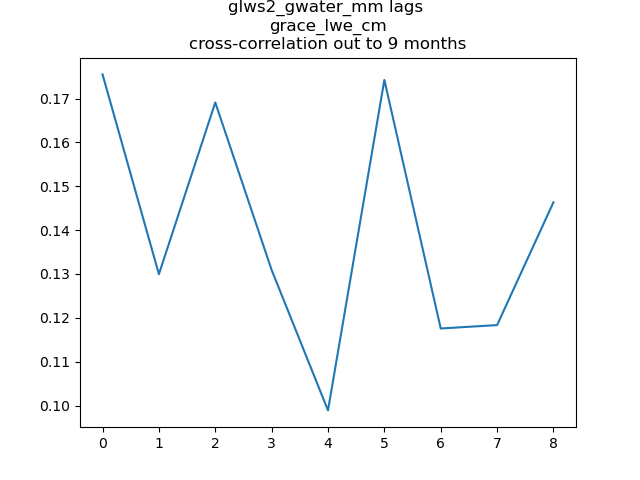 glws2_gwater_mm lags
grace_lwe_cm
cross-correlation out to 9 months
0.17
0.16
0.15
0.14
0.13
0.12
0.11
0.10
0 1 2 3 4 5 6 7 8